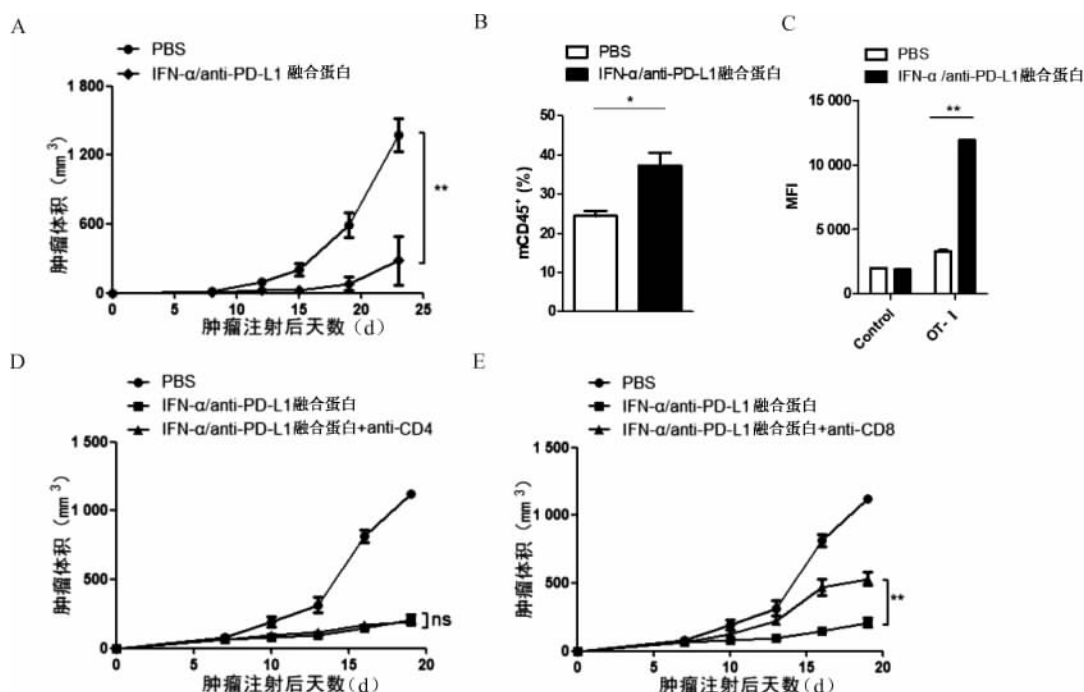 A
PBS
IFN-α/anti-PD-L1 融合蛋白
1 800
1 200
600
0
肿瘤体积（mm³）
**
0 5 10 15 20 25
肿瘤注射后天数（d）
B
PBS
IFN-α/anti-PD-L1融合蛋白
*
50
40
30
20
10
0
mCD45⁺ (%)
C
PBS
IFN-α /anti-PD-L1融合蛋白
15 000
**
10 000
5 000
0
MFI
Control
OT- I
D
PBS
IFN-α/anti-PD-L1融合蛋白
IFN-α/anti-PD-L1融合蛋白+anti-CD4
1 000
500
0
肿瘤体积（mm³）
ns
0 5 10 15 20
肿瘤注射后天数（d）
E
PBS
IFN-α/anti-PD-L1融合蛋白
IFN-α/anti-PD-L1融合蛋白+anti-CD8
1 000
500
0
肿瘤体积（mm³）
**
0 5 10 15 20
肿瘤注射后天数（d）